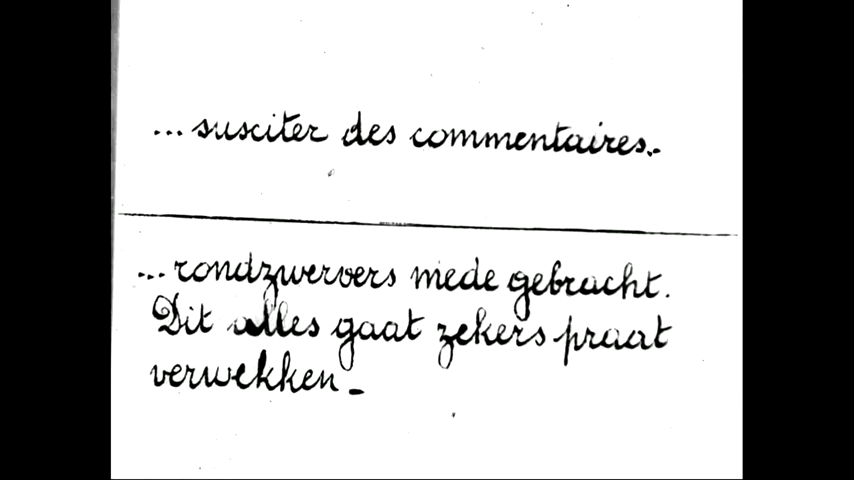 ... susciter des commentaires.-
... rondzwervers mede gebracht.
Dit alles gaat zekers praat
verwekken -